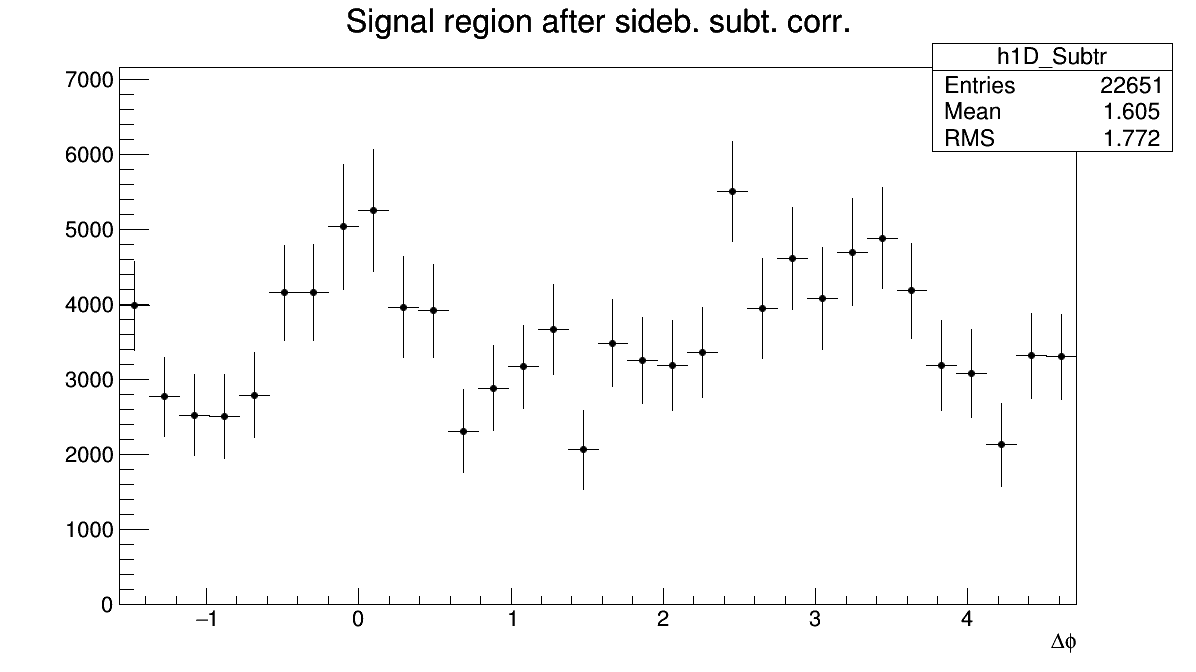 Signal region after sideb. subt. corr.
h1D_Subtr
Entries 22651
Mean 1.605
RMS 1.772
7000
6000
5000
4000
3000
2000
1000
0
−1 0 1 2 3 4
Δϕ